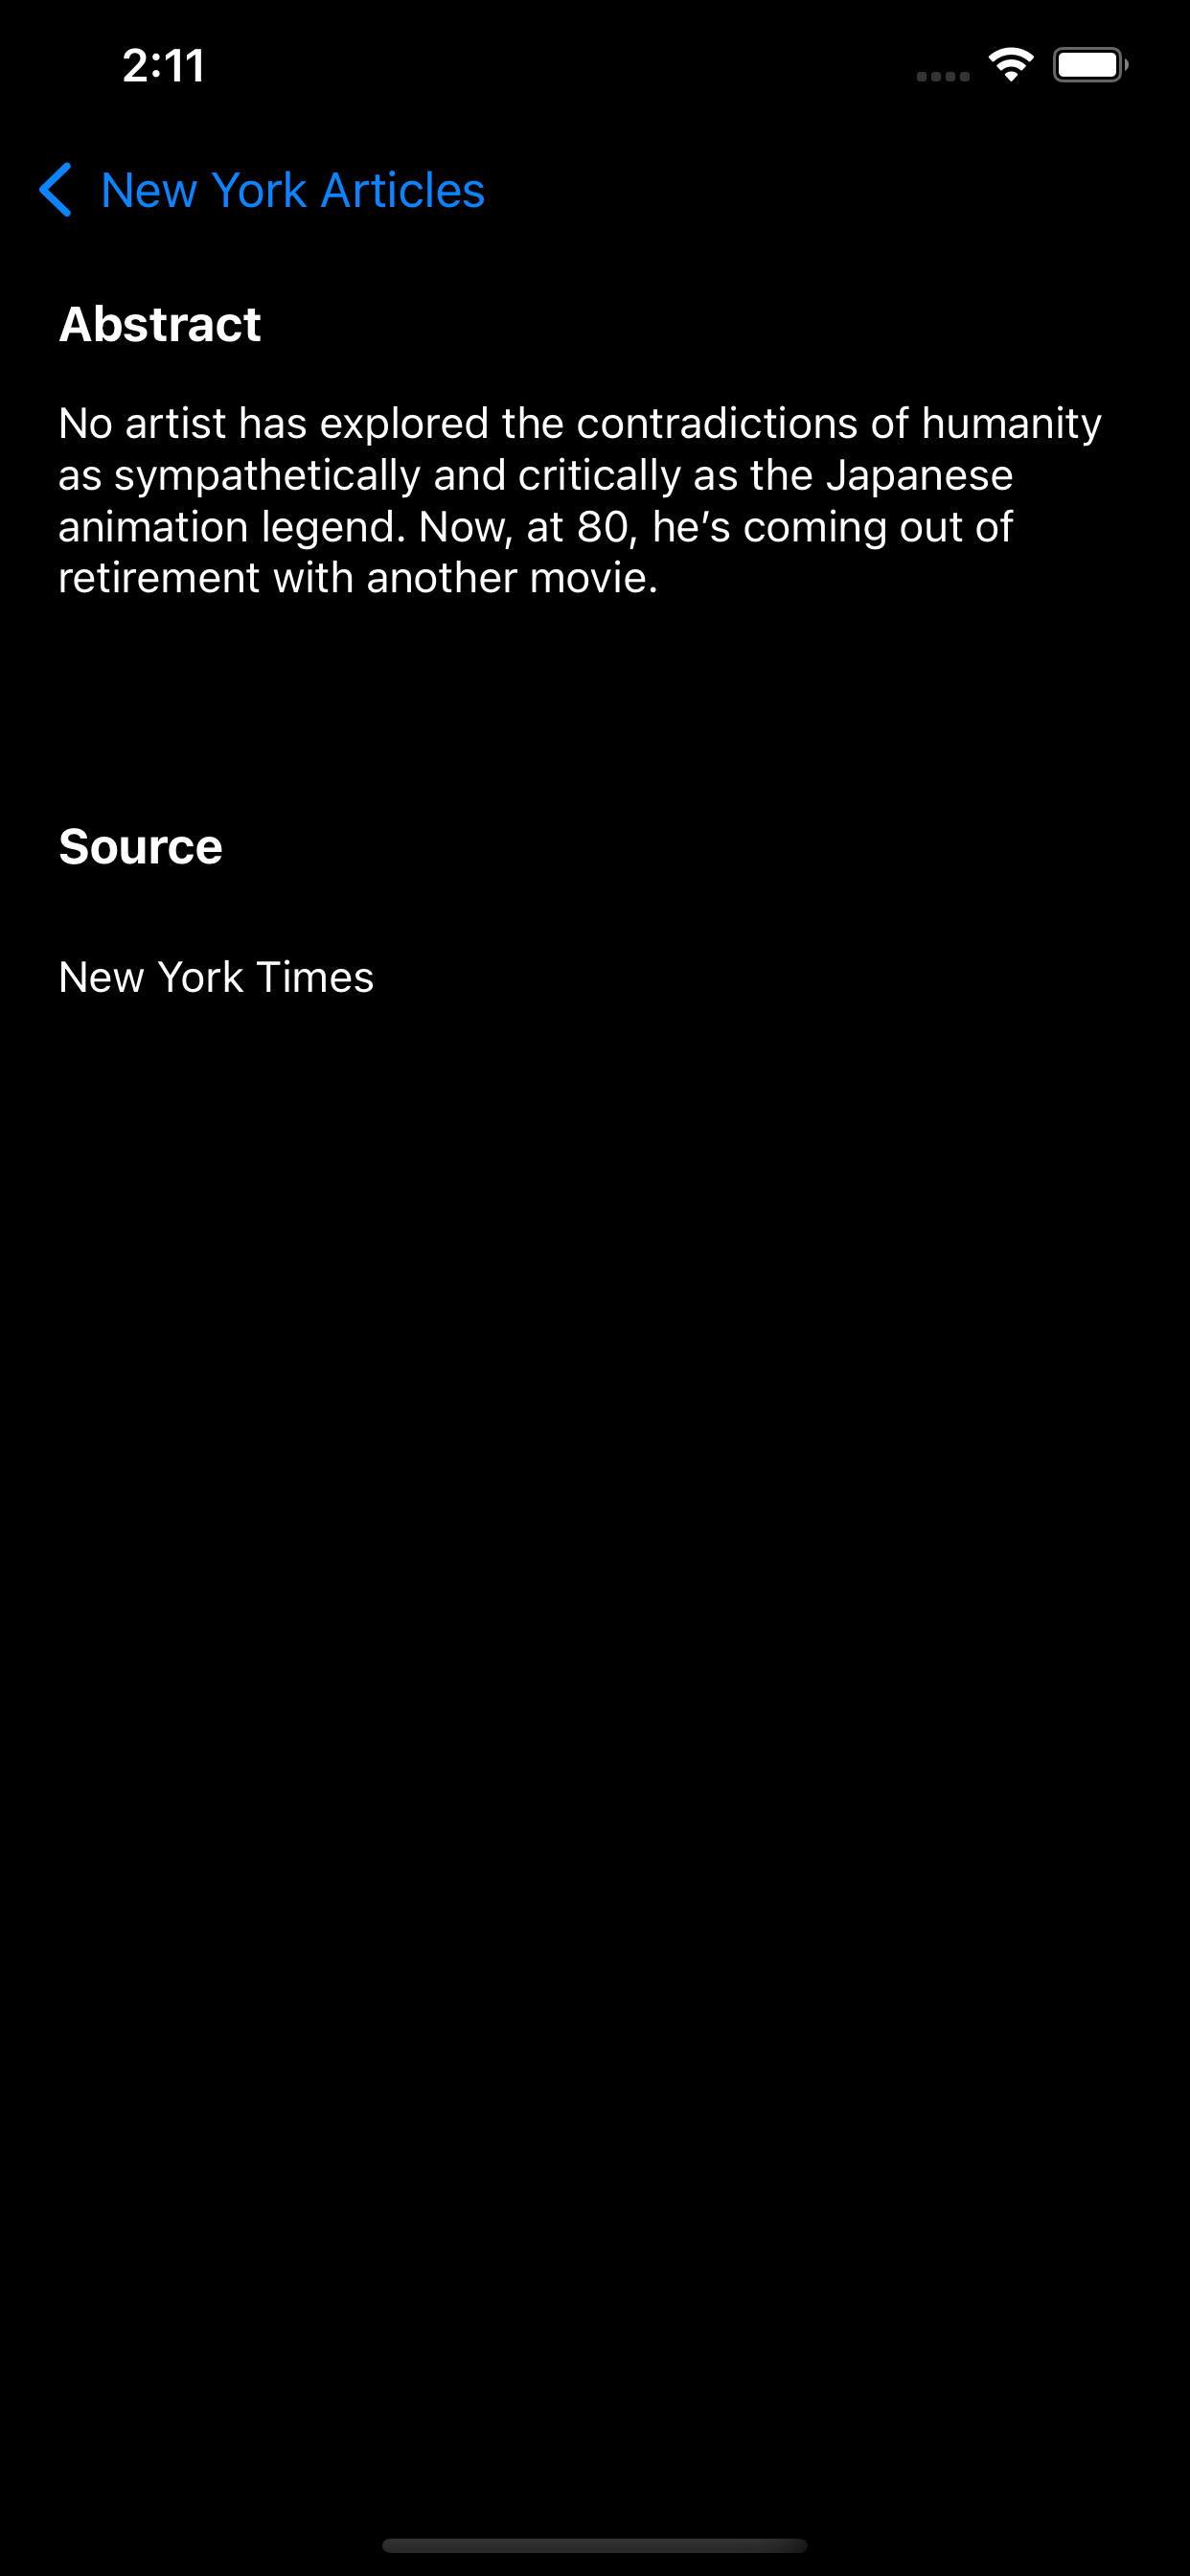 2:11
New York Articles
Abstract
No artist has explored the contradictions of humanity
as sympathetically and critically as the Japanese
animation legend. Now, at 80, he’s coming out of
retirement with another movie.
Source
New York Times